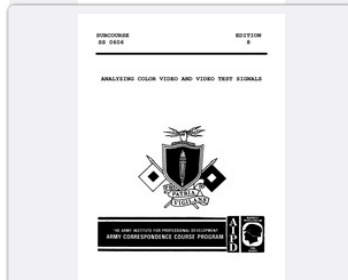 SUBCOURSE EDITION
SS 0606 8
ANALYZING COLOR VIDEO AND VIDEO TEST SIGNALS
PATRIA
VIGILANS
THE ARMY INSTITUTE FOR PROFESSIONAL DEVELOPMENT
ARMY CORRESPONDENCE COURSE PROGRAM
AIPD